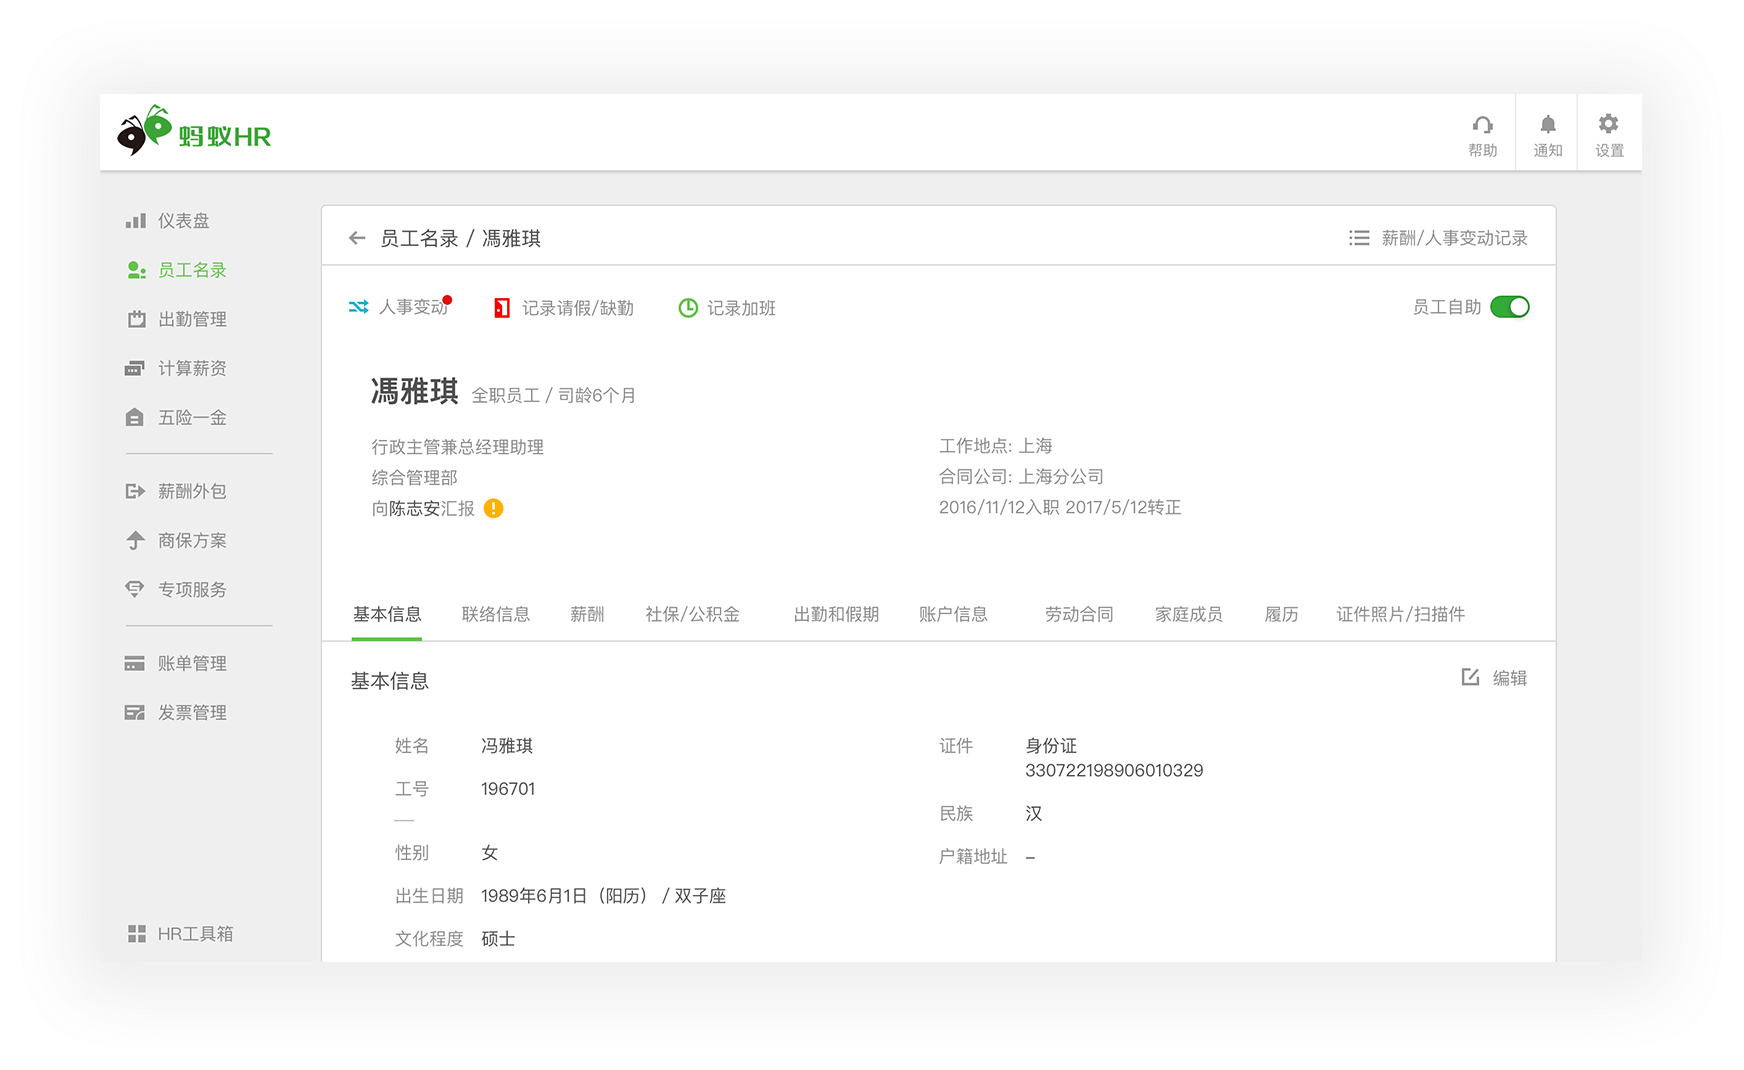 蚂蚁HR
帮助
通知
设置
仪表盘
员工名录
出勤管理
计算薪资
五险一金
薪酬外包
商保方案
专项服务
账单管理
发票管理
HR工具箱
员工名录 / 馮雅琪
薪酬/人事变动记录
人事变动
记录请假/缺勤
记录加班
员工自助
馮雅琪 全职员工 / 司龄6个月
行政主管兼总经理助理
综合管理部
向陈志安汇报
工作地点: 上海
合同公司: 上海分公司
2016/11/12入职 2017/5/12转正
基本信息
联络信息
薪酬
社保/公积金
出勤和假期
账户信息
劳动合同
家庭成员
履历
证件照片/扫描件
基本信息
编辑
姓名 冯雅琪
工号 196701
—
性别 女
出生日期 1989年6月1日（阳历） / 双子座
文化程度 硕士
证件 身份证
330722198906010329
民族 汉
户籍地址 –